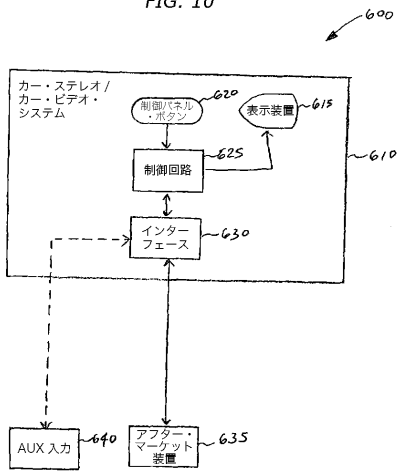 FIG. 10
600
カー・ステレオ/
カー・ビデオ・
システム
制御パネル
・ボタン
620
表示装置
615
制御回路
625
610
インター
フェース
630
AUX 入力
640
アフター・
マーケット
装置
635